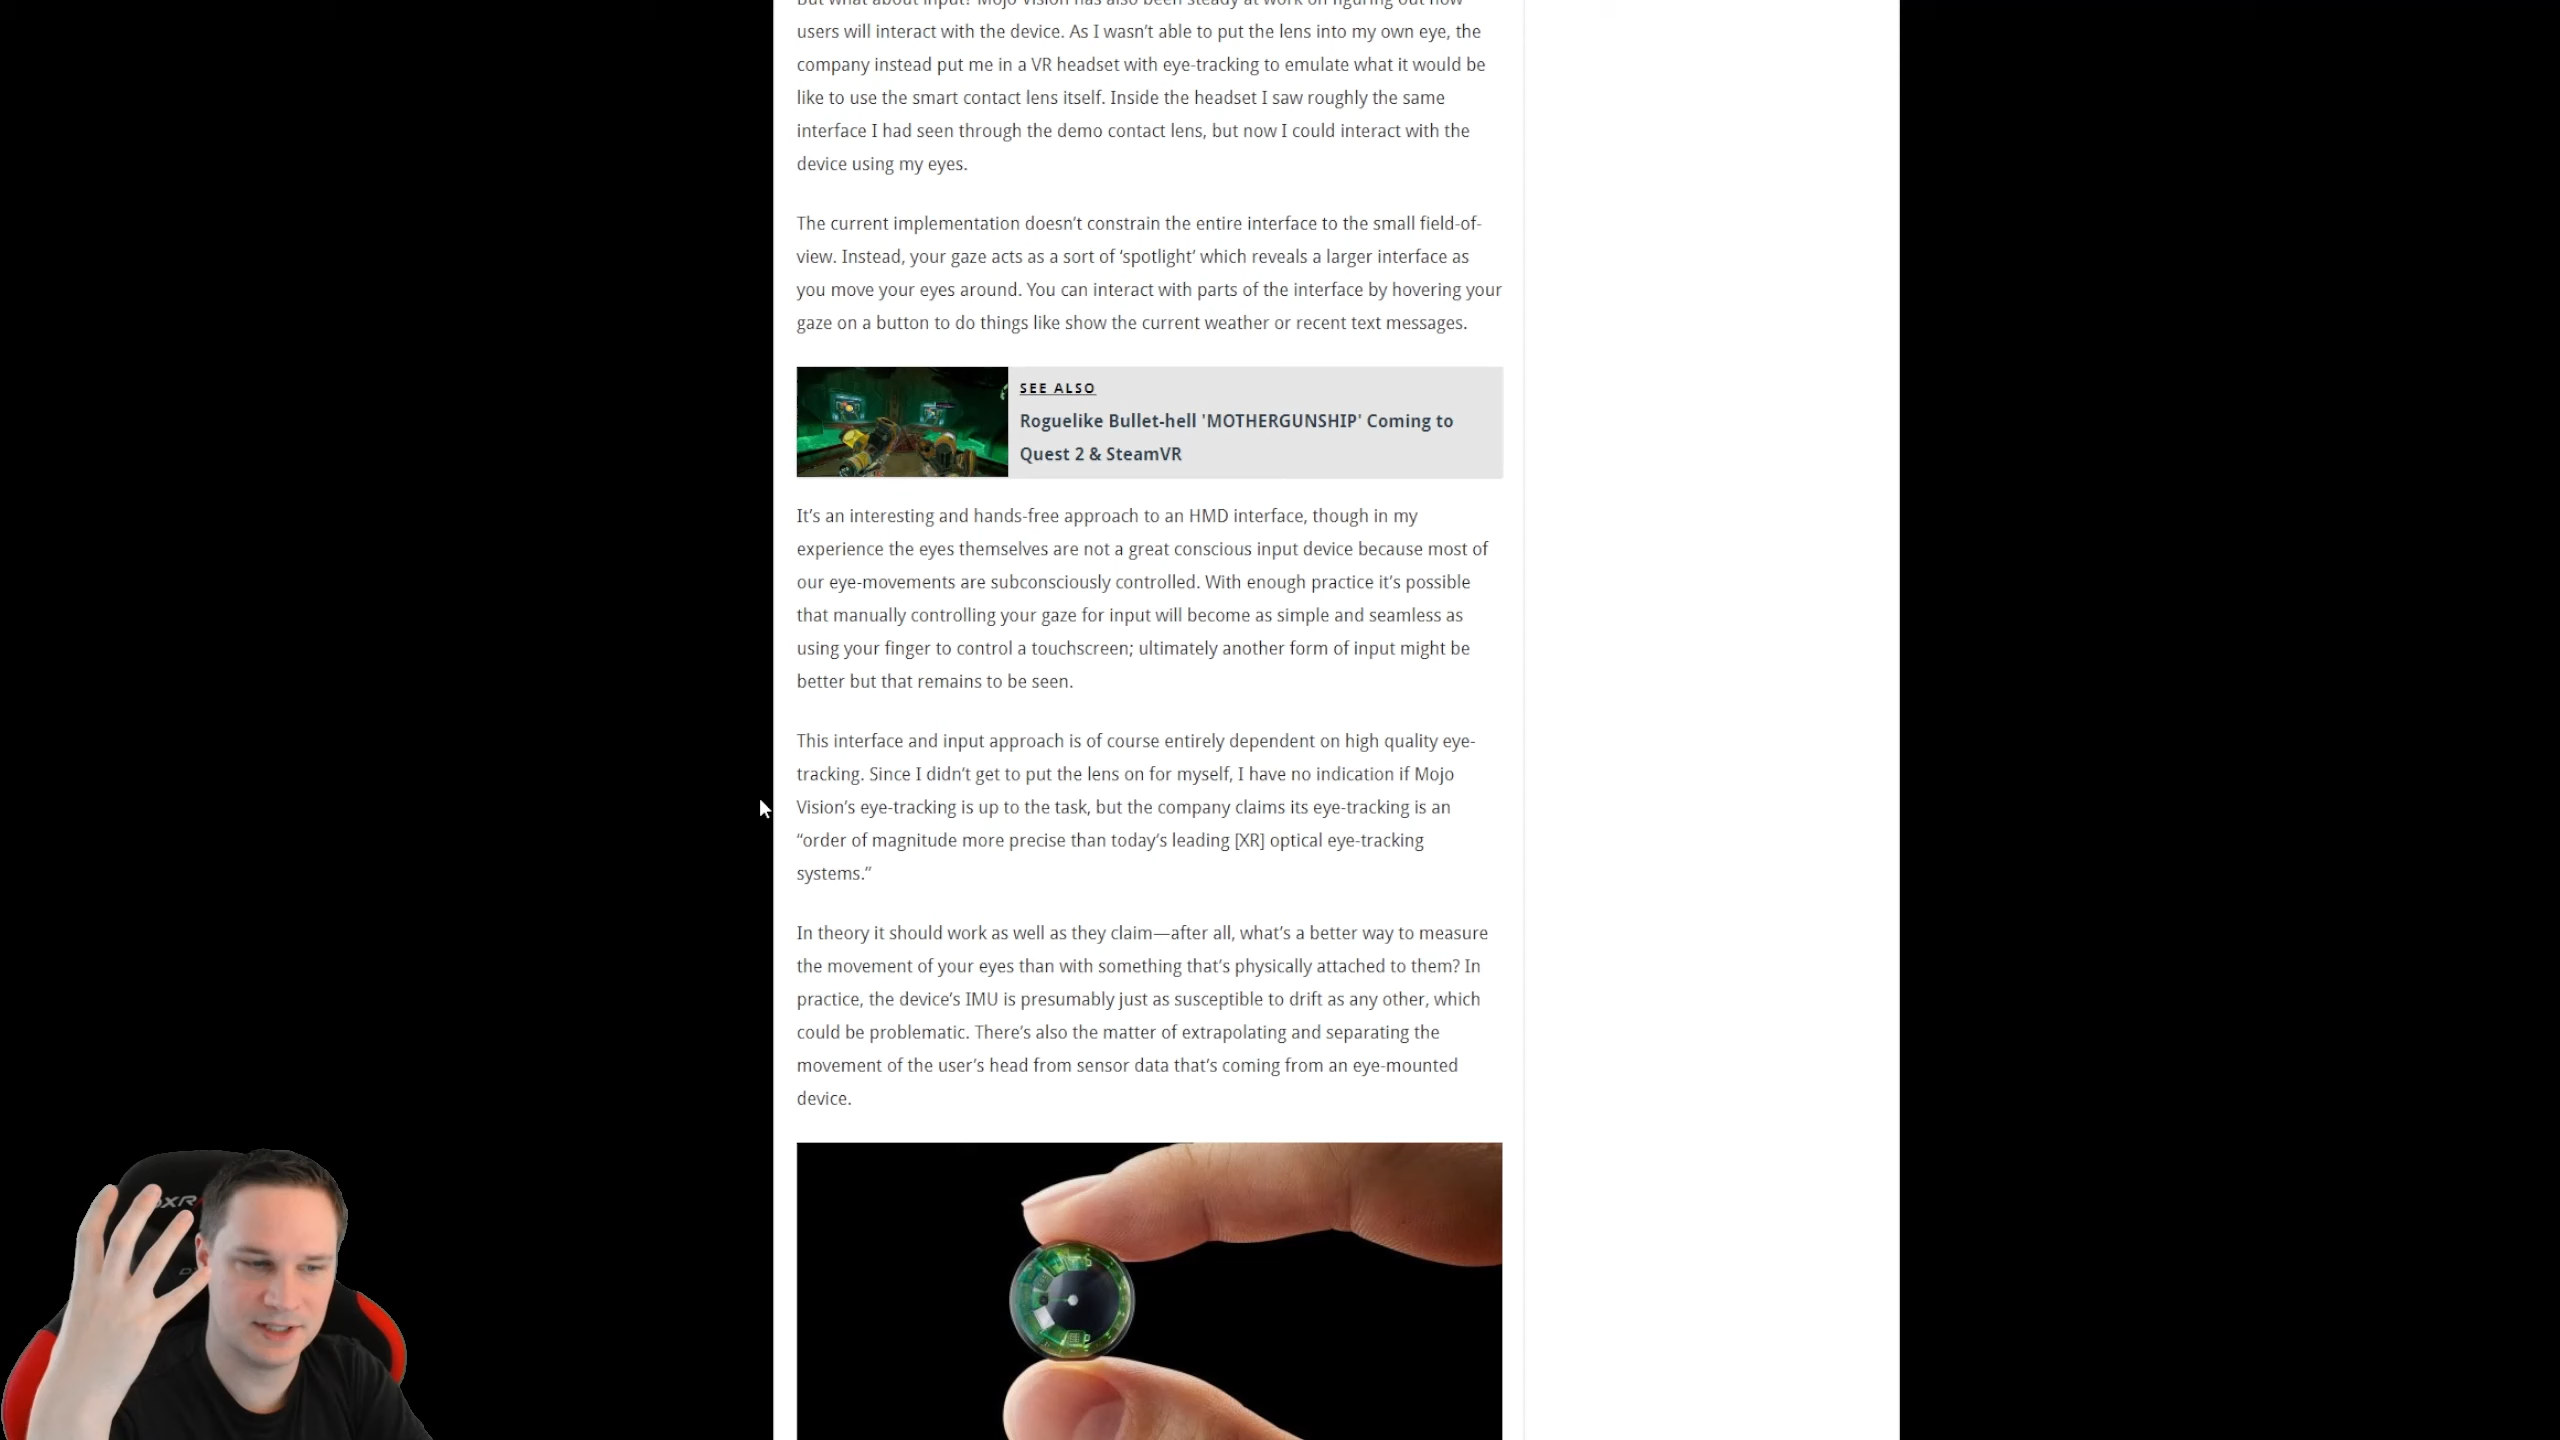 users will interact with the device. As I wasn’t able to put the lens into my own eye, the
company instead put me in a VR headset with eye-tracking to emulate what it would be
like to use the smart contact lens itself. Inside the headset I saw roughly the same
interface I had seen through the demo contact lens, but now I could interact with the
device using my eyes.
The current implementation doesn’t constrain the entire interface to the small field-of-
view. Instead, your gaze acts as a sort of ‘spotlight’ which reveals a larger interface as
you move your eyes around. You can interact with parts of the interface by hovering your
gaze on a button to do things like show the current weather or recent text messages.
SEE ALSO
Roguelike Bullet-hell 'MOTHERGUNSHIP' Coming to
Quest 2 & SteamVR
It’s an interesting and hands-free approach to an HMD interface, though in my
experience the eyes themselves are not a great conscious input device because most of
our eye-movements are subconsciously controlled. With enough practice it’s possible
that manually controlling your gaze for input will become as simple and seamless as
using your finger to control a touchscreen; ultimately another form of input might be
better but that remains to be seen.
This interface and input approach is of course entirely dependent on high quality eye-
tracking. Since I didn’t get to put the lens on for myself, I have no indication if Mojo
Vision’s eye-tracking is up to the task, but the company claims its eye-tracking is an
“order of magnitude more precise than today’s leading [XR] optical eye-tracking
systems.”
In theory it should work as well as they claim—after all, what’s a better way to measure
the movement of your eyes than with something that’s physically attached to them? In
practice, the device’s IMU is presumably just as susceptible to drift as any other, which
could be problematic. There’s also the matter of extrapolating and separating the
movement of the user’s head from sensor data that’s coming from an eye-mounted
device.